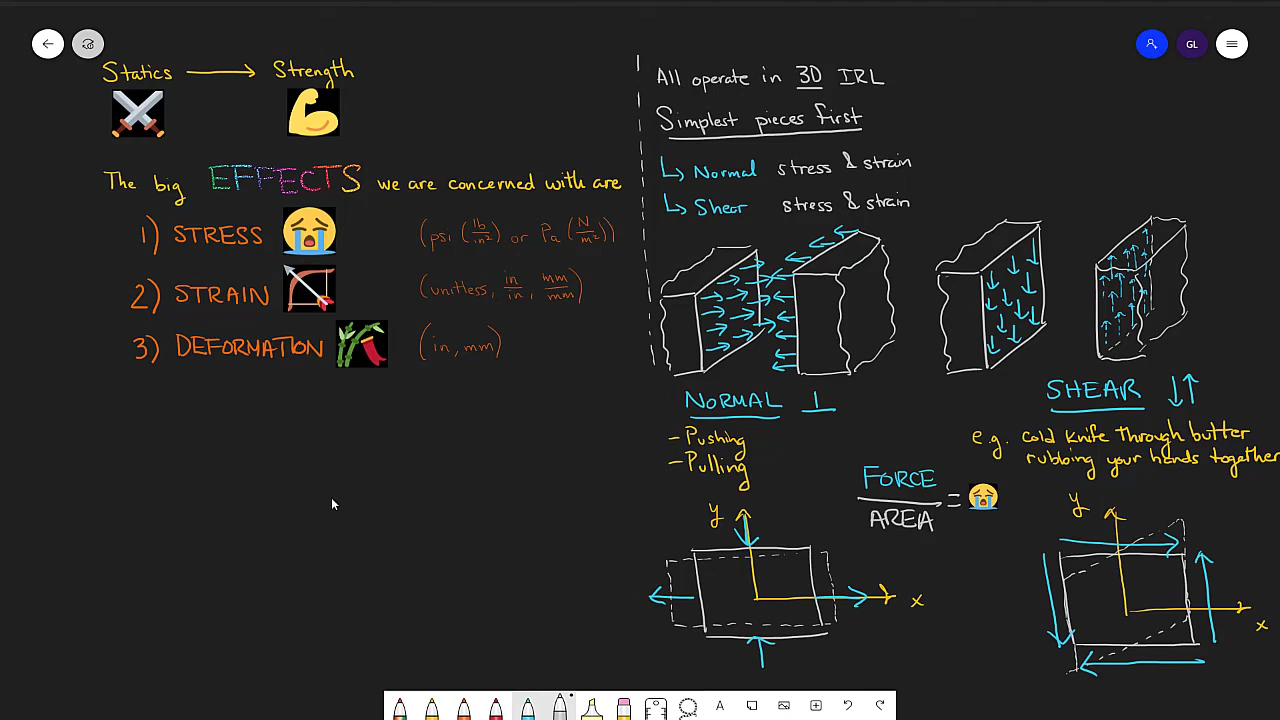 GL
Statics → Strength
The big EFFECTS we are concerned with are
1) STRESS (psi (lb/in²) or Pa (N/m²))
2) STRAIN (unitless, in/in, mm/mm)
3) DEFORMATION (in, mm)
All operate in 3D IRL
Simplest pieces first
↳ Normal stress & strain
↳ Shear stress & strain
NORMAL ⊥
- Pushing
- Pulling
FORCE
AREA =
SHEAR ↓↑
e.g. cold knife through butter
rubbing your hands together
y
x
y
x
A